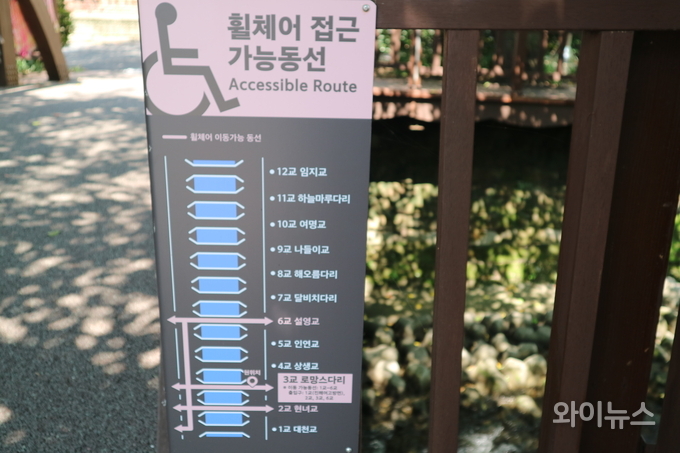 휠체어 접근
가능동선
Accessible Route
휠체어 이동가능 동선
12교 임지교
11교 하늘마루다리
10교 여명교
9교 나들이교
8교 해오름다리
7교 달비치다리
6교 설영교
5교 인연교
4교 상생교
현위치
3교 로망스다리
2교 현녀교
1교 대천교
와이뉴스